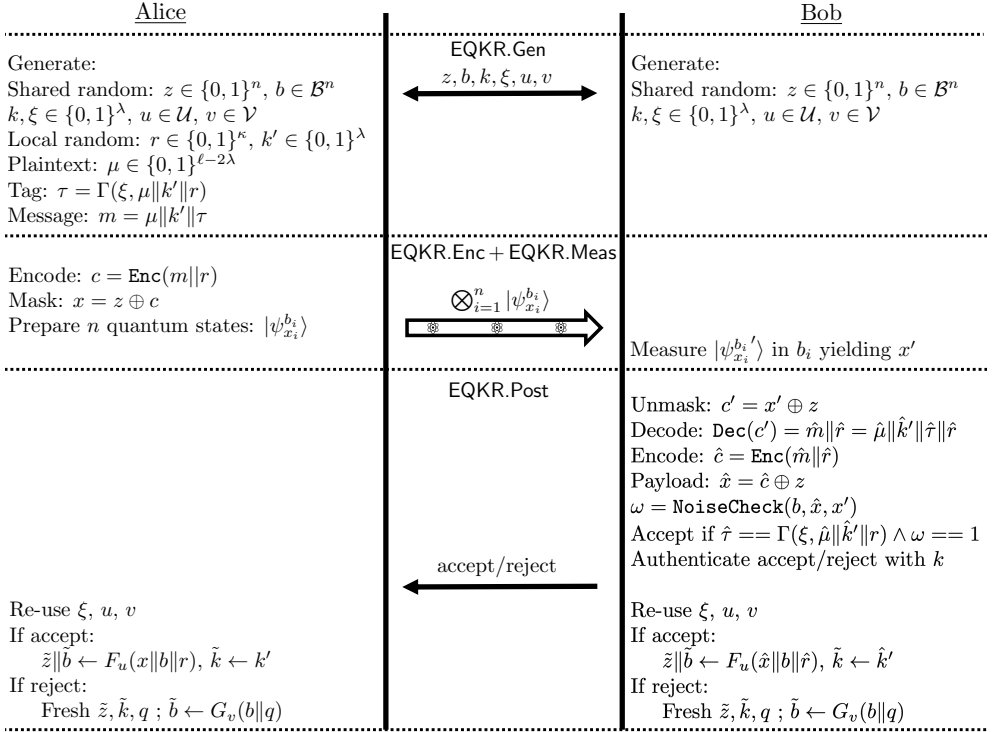 Alice
Bob
EQKR.Gen
z, b, k, ξ, u, v
Generate:
Shared random: z ∈ {0, 1}^n, b ∈ 𝓑^n
k, ξ ∈ {0, 1}^λ, u ∈ 𝓤, v ∈ 𝓥
Local random: r ∈ {0, 1}^κ, k′ ∈ {0, 1}^λ
Plaintext: μ ∈ {0, 1}^{ℓ−2λ}
Tag: τ = Γ(ξ, μ‖k′‖r)
Message: m = μ‖k′‖τ
Generate:
Shared random: z ∈ {0, 1}^n, b ∈ 𝓑^n
k, ξ ∈ {0, 1}^λ, u ∈ 𝓤, v ∈ 𝓥
EQKR.Enc + EQKR.Meas
Encode: c = Enc(m||r)
Mask: x = z ⊕ c
Prepare n quantum states: |ψ_{x_i}^{b_i}⟩
⨂_{i=1}^n |ψ_{x_i}^{b_i}⟩
Measure |ψ_{x_i}^{b_i}′⟩ in b_i yielding x′
EQKR.Post
Unmask: c′ = x′ ⊕ z
Decode: Dec(c′) = m̂‖r̂ = μ̂‖k̂′‖τ̂‖r̂
Encode: ĉ = Enc(m̂‖r̂)
Payload: x̂ = ĉ ⊕ z
ω = NoiseCheck(b, x̂, x′)
Accept if τ̂ == Γ(ξ, μ̂‖k̂′‖r) ∧ ω == 1
Authenticate accept/reject with k
accept/reject
Re-use ξ, u, v
If accept:
z̃‖b̃ ← F_u(x‖b‖r), k̃ ← k′
If reject:
Fresh z̃, k̃, q ; b̃ ← G_v(b‖q)
Re-use ξ, u, v
If accept:
z̃‖b̃ ← F_u(x̂‖b‖r̂), k̃ ← k̂′
If reject:
Fresh z̃, k̃, q ; b̃ ← G_v(b‖q)